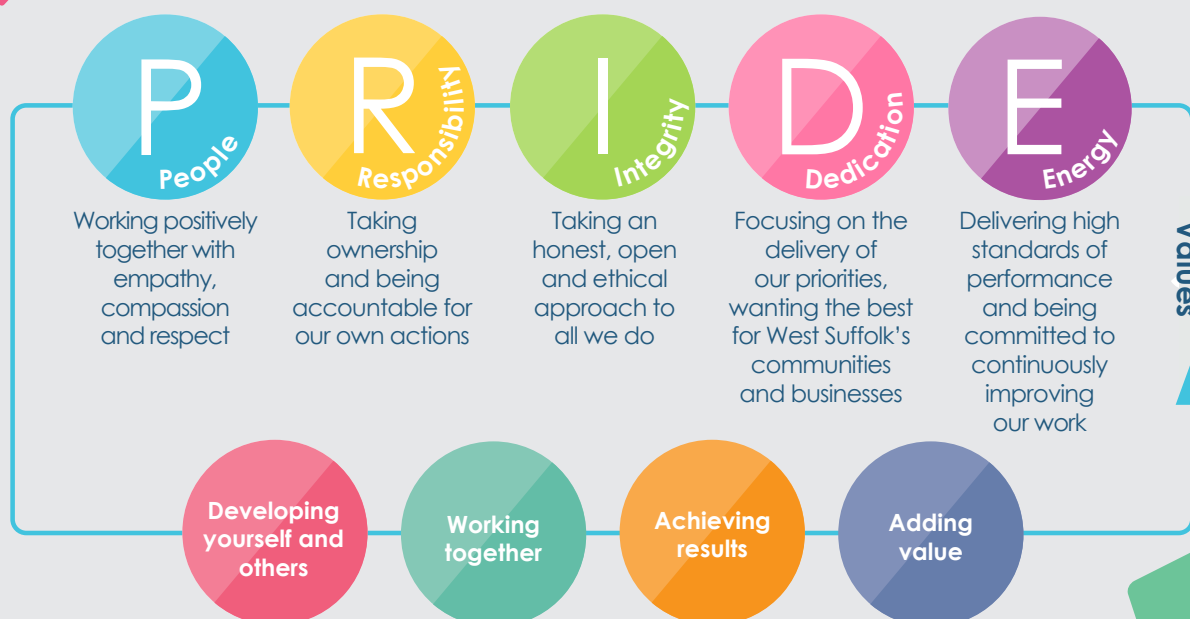 P
People
Working positively
together with
empathy,
compassion
and respect
R
Responsibility
Taking
ownership
and being
accountable for
our own actions
I
Integrity
Taking an
honest, open
and ethical
approach to
all we do
D
Dedication
Focusing on the
delivery of
our priorities,
wanting the best
for West Suffolk’s
communities
and businesses
E
Energy
Delivering high
standards of
performance
and being
committed to
continuously
improving
our work
Values
Developing
yourself and
others
Working
together
Achieving
results
Adding
value